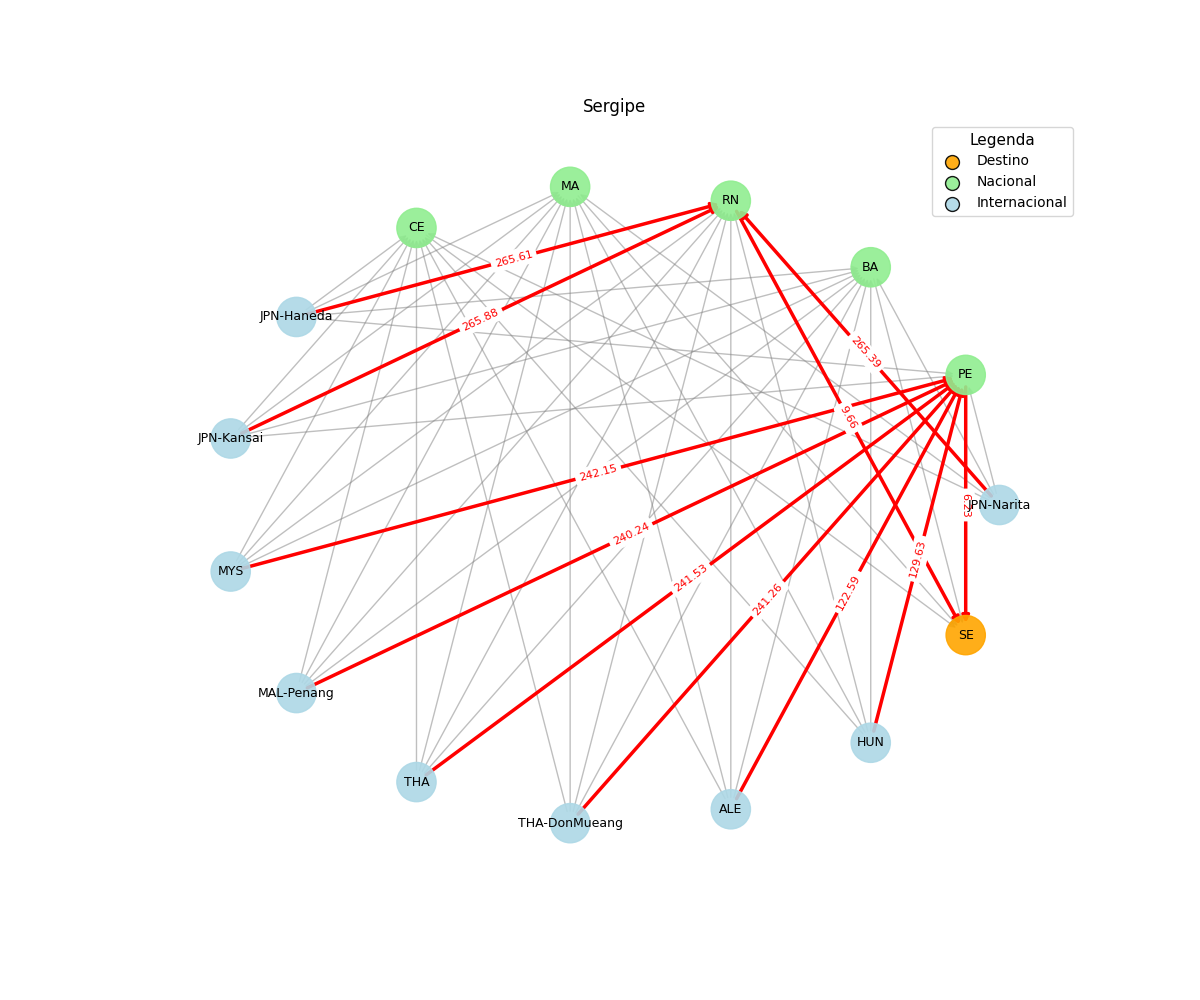 Sergipe
Legenda
Destino
Nacional
Internacional
MA
RN
CE
BA
265.61
JPN-Haneda
265.88
265.39
PE
9.66
JPN-Kansai
242.15
6.23
JPN-Narita
240.24
129.63
MYS
241.53
122.59
241.26
SE
MAL-Penang
HUN
THA
ALE
THA-DonMueang